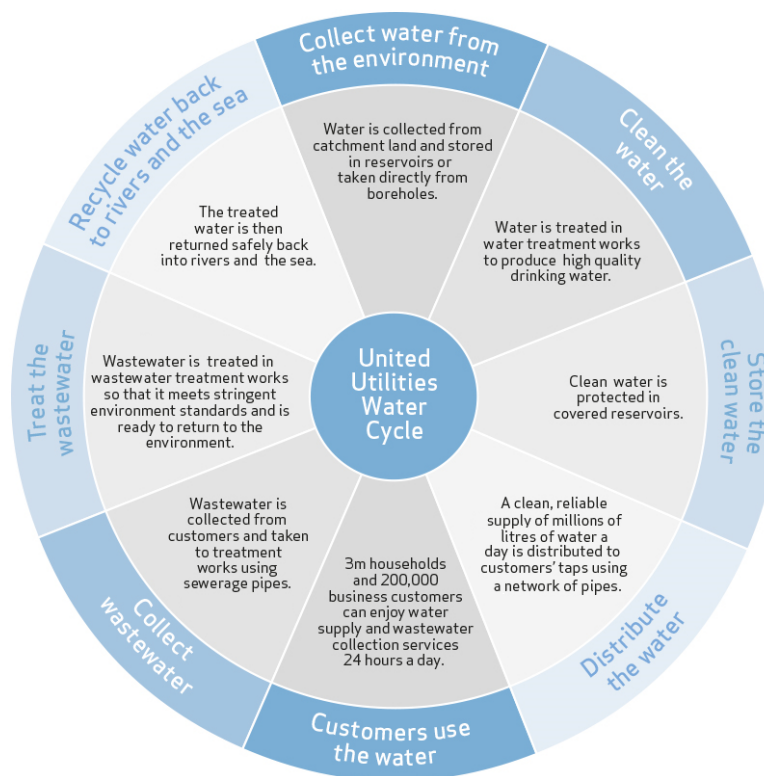 Collect water from
the environment
Water is collected from
catchment land and stored
in reservoirs or
taken directly from
boreholes.
Clean the
water
Water is treated in
water treatment works
to produce high quality
drinking water.
Store the
clean water
Clean water is
protected in
covered reservoirs.
Distribute
the water
A clean, reliable
supply of millions of
litres of water a
day is distributed to
customers' taps using
a network of pipes.
Customers use
the water
3m households
and 200,000
business customers
can enjoy water
supply and wastewater
collection services
24 hours a day.
Collect
wastewater
Wastewater is
collected from
customers and taken
to treatment
works using
sewerage pipes.
Treat the
wastewater
Wastewater is treated in
wastewater treatment works
so that it meets stringent
environment standards and is
ready to return to the
environment.
Recycle water back
to rivers and the sea
The treated
water is then
returned safely back
into rivers and the sea.
United
Utilities
Water
Cycle